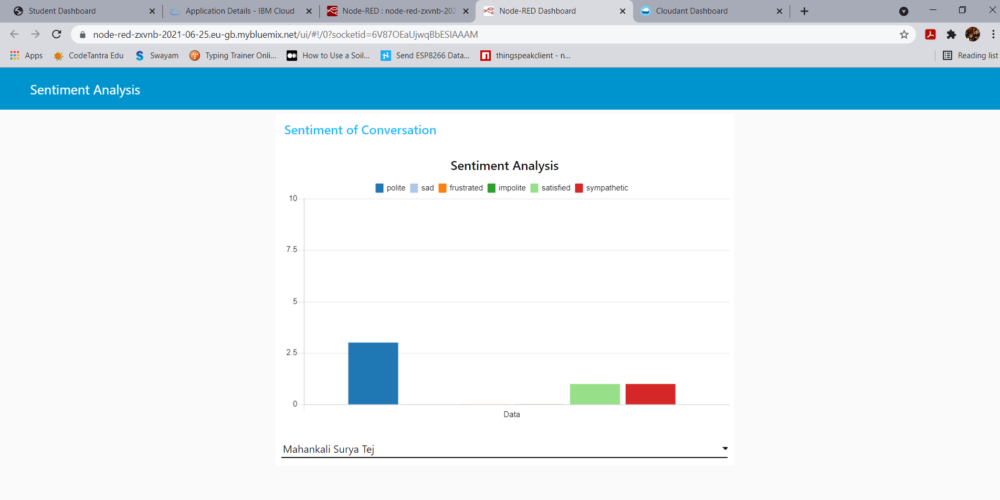 Student Dashboard
Application Details - IBM Cloud
Node-RED : node-red-zxvnb-202
Node-RED Dashboard
Cloudant Dashboard
node-red-zxvnb-2021-06-25.eu-gb.mybluemix.net/ui/#!/0?socketid=6V87OEaUjwqBbESIAAAM
Apps
CodeTantra Edu
Swayam
Typing Trainer Onli...
How to Use a Soil...
Send ESP8266 Data...
thingspeakclient - n...
Reading list
Sentiment Analysis
Sentiment of Conversation
Sentiment Analysis
polite sad frustrated impolite satisfied sympathetic
10
7.5
5
2.5
0
Data
Mahankali Surya Tej